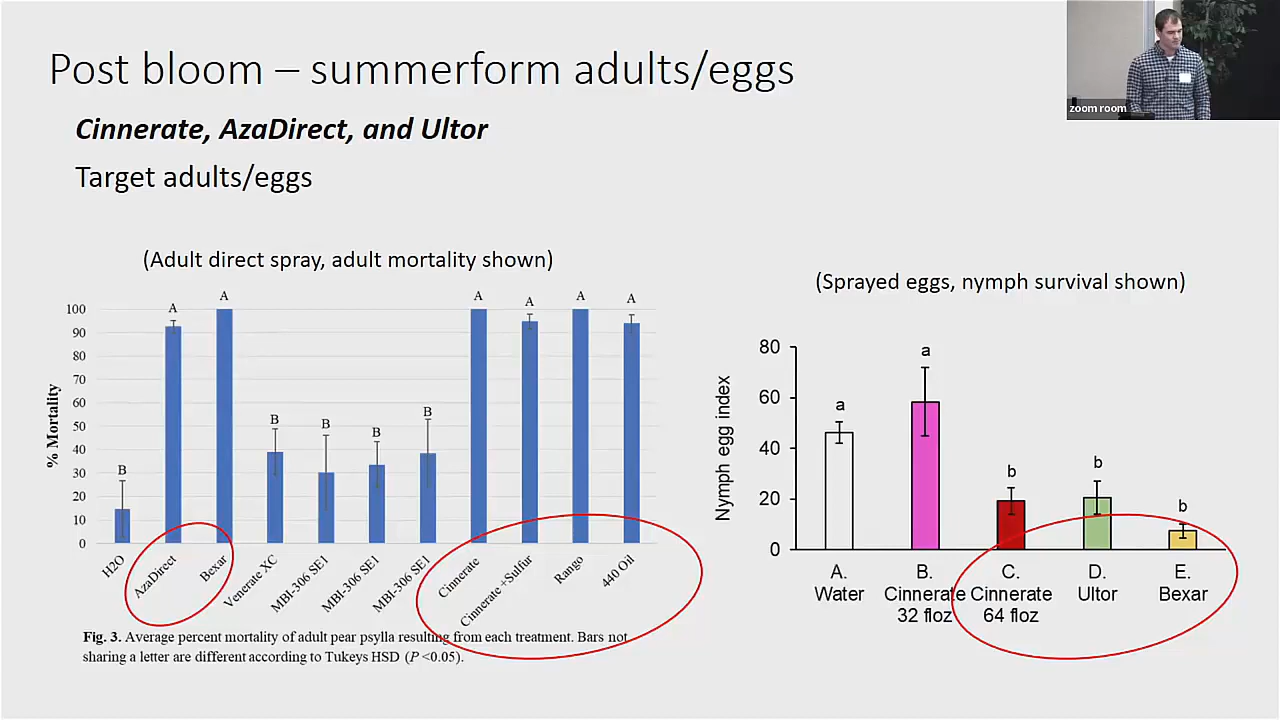 Post bloom – summerform adults/eggs
zoom room
Cinnerate, AzaDirect, and Ultor
Target adults/eggs
(Adult direct spray, adult mortality shown)
% Mortality
100
90
80
70
60
50
40
30
20
10
0
B
A
A
B
B
B
B
A
A
A
A
H2O
AzaDirect
Bexar
Venerate XC
MBI-306 SE1
MBI-306 SE1
MBI-306 SE1
Cinnerate
Cinnerate +Sulfur
Rango
440 Oil
Fig. 3. Average percent mortality of adult pear psylla resulting from each treatment. Bars not
sharing a letter are different according to Tukeys HSD (P <0.05).
(Sprayed eggs, nymph survival shown)
Nymph egg index
80
60
40
20
0
a
a
b
b
b
A.
Water
B.
Cinnerate
32 floz
C.
Cinnerate
64 floz
D.
Ultor
E.
Bexar